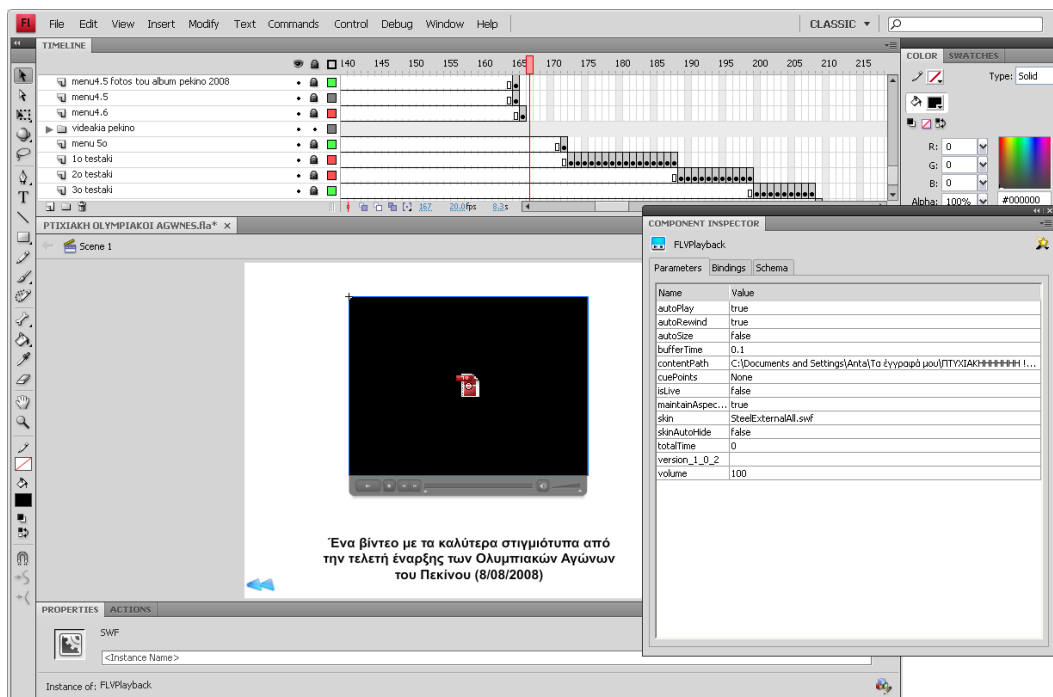 Fl File Edit View Insert Modify Text Commands Control Debug Window Help CLASSIC
TIMELINE
140 145 150 155 160 165 170 175 180 185 190 195 200 205 210 215
menu4.5 fotos tou album pekino 2008
menu4.5
menu4.6
videakia pekino
menu 5o
1o testaki
2o testaki
3o testaki
167 20.0fps 8.3s
COLOR SWATCHES
Type: Solid
R: 0
G: 0
B: 0
Alpha: 100% #000000
PTIXIAKH OLYMPIAKOI AGWNES.fla* x
Scene 1
Ένα βίντεο με τα καλύτερα στιγμιότυπα από
την τελετή έναρξης των Ολυμπιακών Αγώνων
του Πεκίνου (8/08/2008)
COMPONENT INSPECTOR
FLVPlayback
Parameters Bindings Schema
Name Value
autoPlay true
autoRewind true
autoSize false
bufferTime 0.1
contentPath C:\Documents and Settings\Anta\Τα έγγραφά μου\ΠΤΥΧΙΑΚΗΗΗΗΗΗΗ !...
cuePoints None
isLive false
maintainAspec... true
skin SteelExternalAll.swf
skinAutoHide false
totalTime 0
version_1_0_2
volume 100
PROPERTIES ACTIONS
SWF
<Instance Name>
Instance of: FLVPlayback